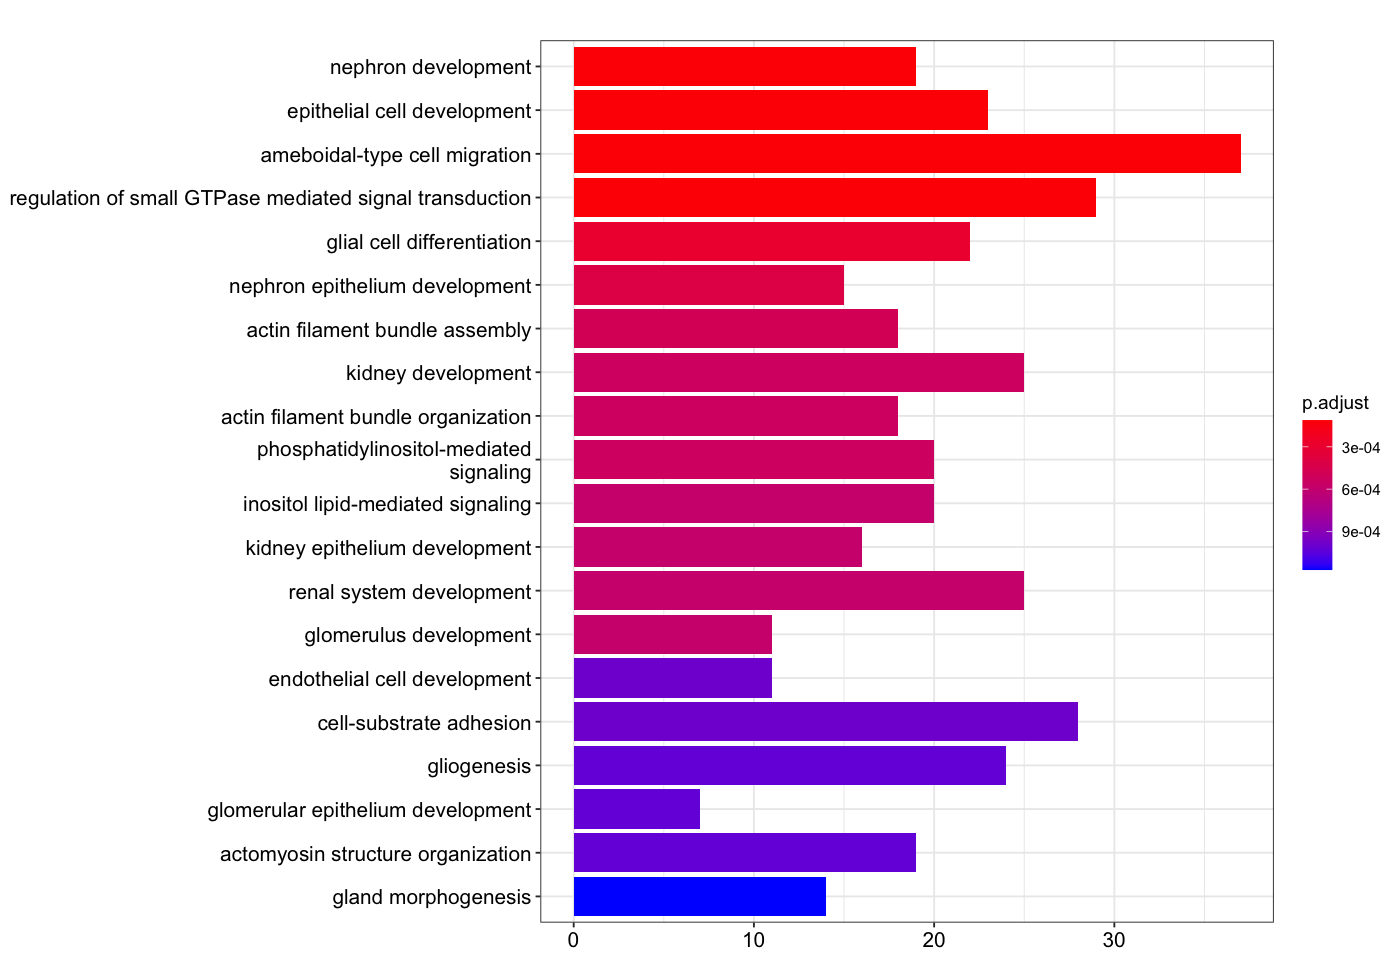 nephron development
epithelial cell development
ameboidal-type cell migration
regulation of small GTPase mediated signal transduction
glial cell differentiation
nephron epithelium development
actin filament bundle assembly
kidney development
actin filament bundle organization
phosphatidylinositol-mediated
signaling
inositol lipid-mediated signaling
kidney epithelium development
renal system development
glomerulus development
endothelial cell development
cell-substrate adhesion
gliogenesis
glomerular epithelium development
actomyosin structure organization
gland morphogenesis
0 10 20 30
p.adjust
3e-04
6e-04
9e-04